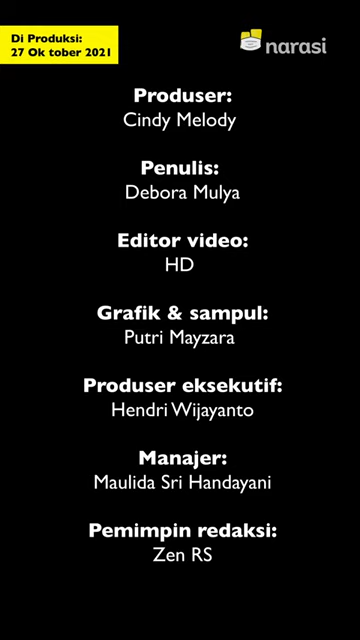 Di Produksi:
27 Ok tober 2021
narasi
Produser:
Cindy Melody
Penulis:
Debora Mulya
Editor video:
HD
Grafik & sampul:
Putri Mayzara
Produser eksekutif:
Hendri Wijayanto
Manajer:
Maulida Sri Handayani
Pemimpin redaksi:
Zen RS